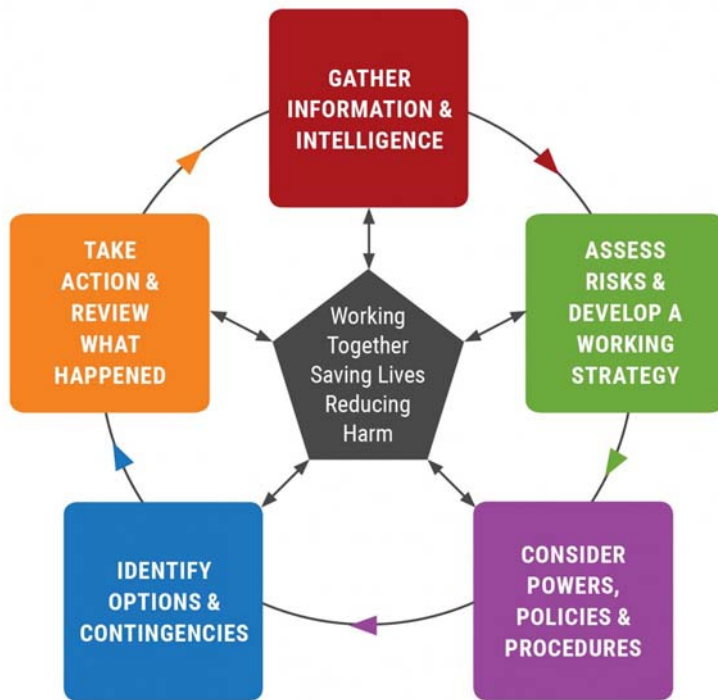 GATHER
INFORMATION &
INTELLIGENCE
ASSESS
RISKS &
DEVELOP A
WORKING
STRATEGY
CONSIDER
POWERS,
POLICIES &
PROCEDURES
IDENTIFY
OPTIONS &
CONTINGENCIES
TAKE
ACTION &
REVIEW
WHAT
HAPPENED
Working
Together
Saving Lives
Reducing
Harm